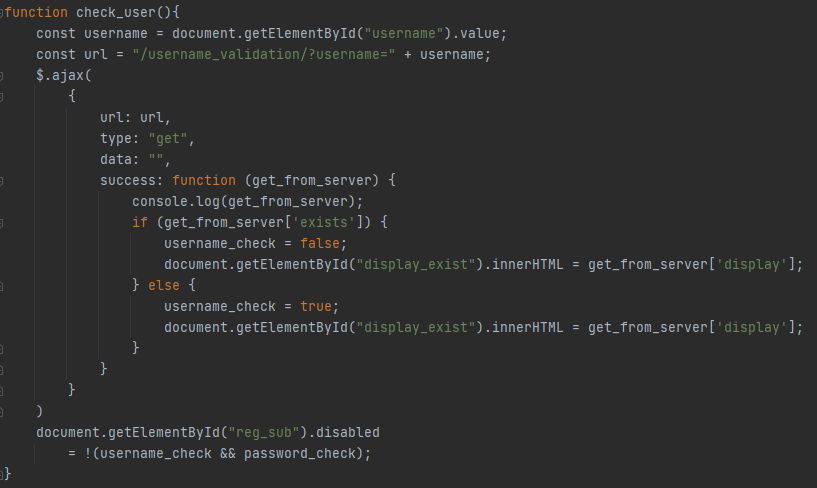 function check_user(){
    const username = document.getElementById("username").value;
    const url = "/username_validation/?username=" + username;
    $.ajax(
        {
            url: url,
            type: "get",
            data: "",
            success: function (get_from_server) {
                console.log(get_from_server);
                if (get_from_server['exists']) {
                    username_check = false;
                    document.getElementById("display_exist").innerHTML = get_from_server['display'];
                } else {
                    username_check = true;
                    document.getElementById("display_exist").innerHTML = get_from_server['display'];
                }
            }
        }
    )
    document.getElementById("reg_sub").disabled
        = !(username_check && password_check);
}